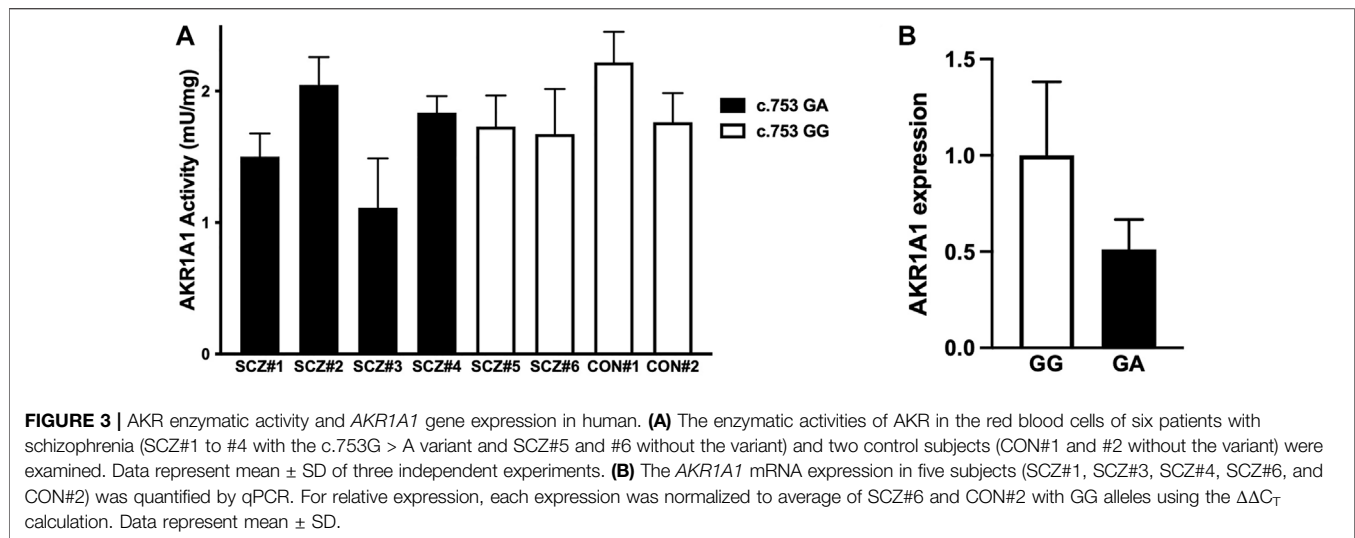 A
AKR1A1 Activity (mU/mg)
2
1
0
SCZ#1 SCZ#2 SCZ#3 SCZ#4 SCZ#5 SCZ#6 CON#1 CON#2
c.753 GA
c.753 GG
B
AKR1A1 expression
1.5
1.0
0.5
0.0
GG GA
FIGURE 3 | AKR enzymatic activity and AKR1A1 gene expression in human. (A) The enzymatic activities of AKR in the red blood cells of six patients with
schizophrenia (SCZ#1 to #4 with the c.753G > A variant and SCZ#5 and #6 without the variant) and two control subjects (CON#1 and #2 without the variant) were
examined. Data represent mean ± SD of three independent experiments. (B) The AKR1A1 mRNA expression in five subjects (SCZ#1, SCZ#3, SCZ#4, SCZ#6, and
CON#2) was quantified by qPCR. For relative expression, each expression was normalized to average of SCZ#6 and CON#2 with GG alleles using the ΔΔCT
calculation. Data represent mean ± SD.